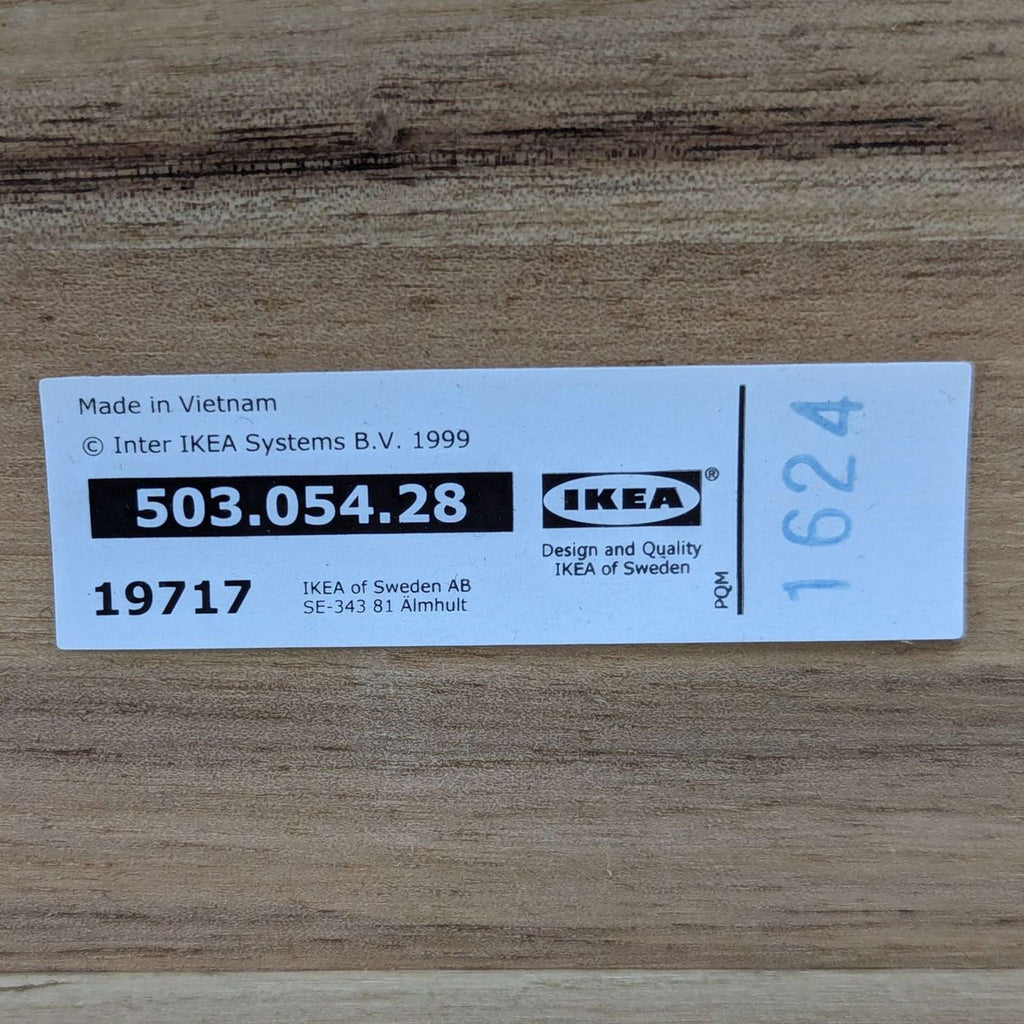 Made in Vietnam
© Inter IKEA Systems B.V. 1999
503.054.28
19717
IKEA of Sweden AB
SE-343 81 Älmhult
IKEA®
Design and Quality
IKEA of Sweden
PQM
1624